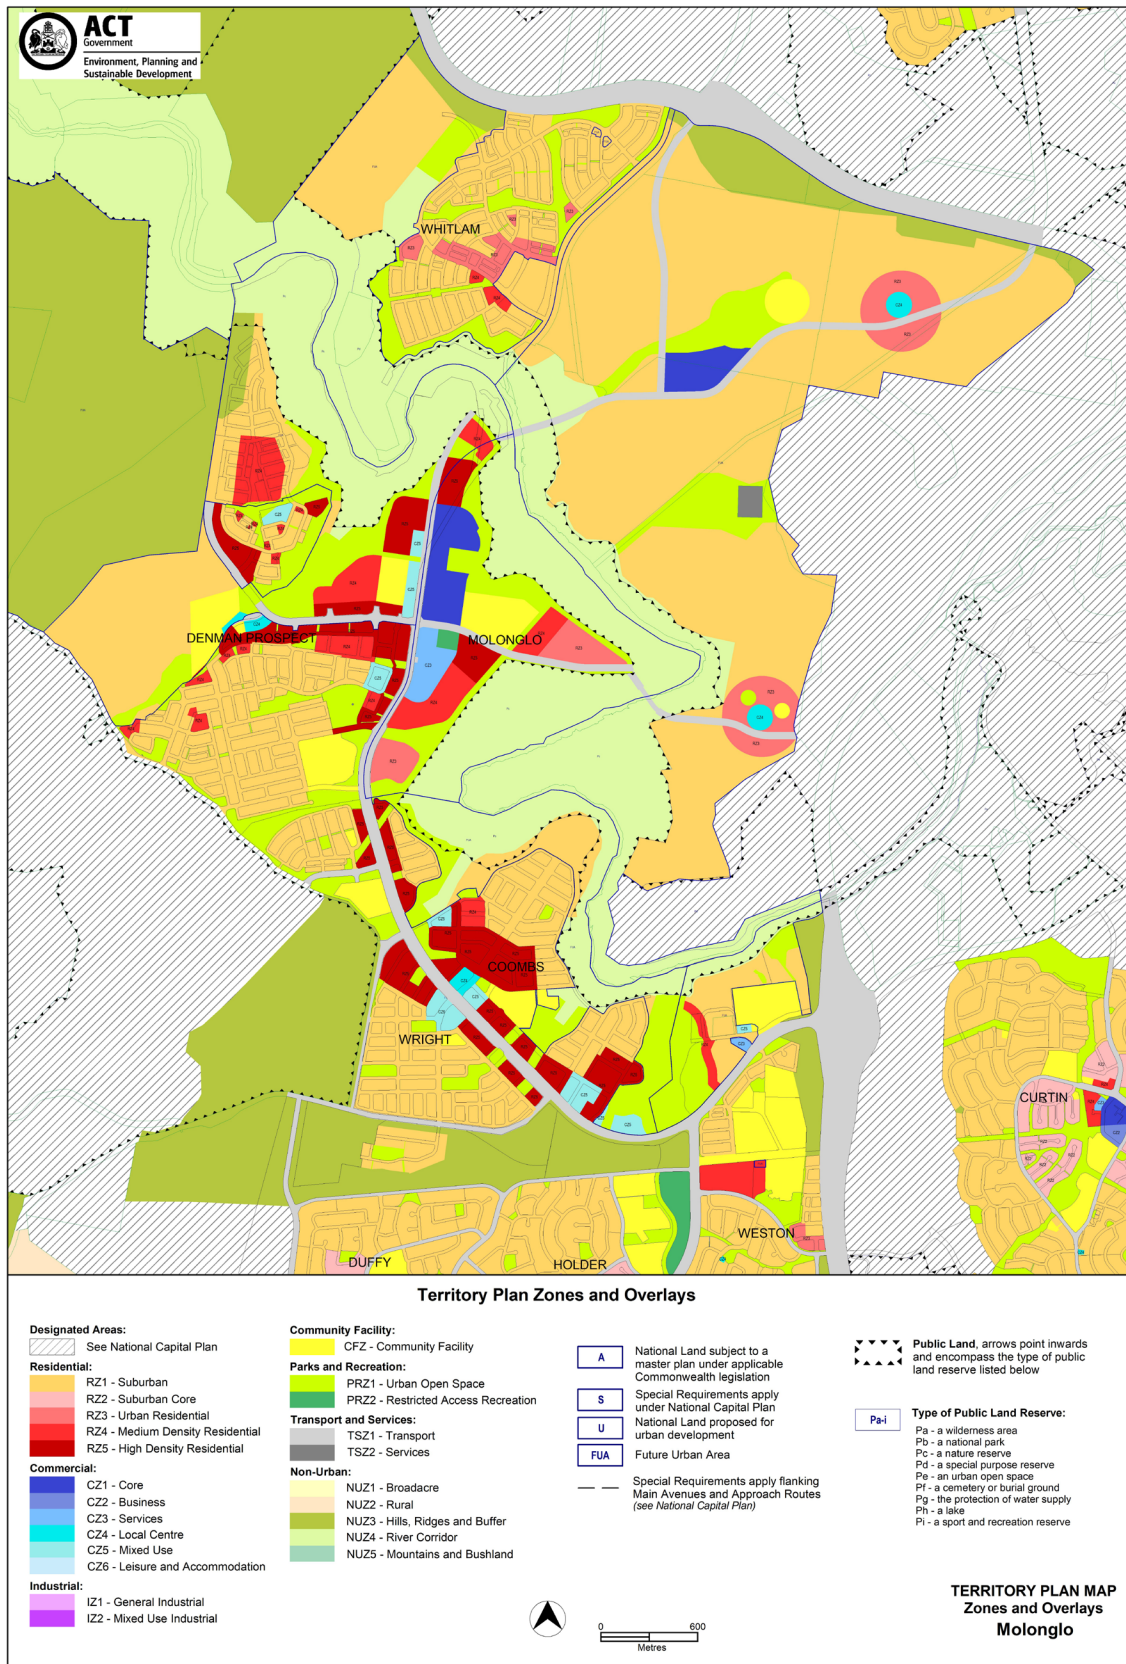 ACT
Government
Environment, Planning and
Sustainable Development
WHITLAM
DENMAN PROSPECT
MOLONGLO
COOMBS
WRIGHT
CURTIN
WESTON
DUFFY
HOLDER
Territory Plan Zones and Overlays
Designated Areas:
See National Capital Plan
Residential:
RZ1 - Suburban
RZ2 - Suburban Core
RZ3 - Urban Residential
RZ4 - Medium Density Residential
RZ5 - High Density Residential
Commercial:
CZ1 - Core
CZ2 - Business
CZ3 - Services
CZ4 - Local Centre
CZ5 - Mixed Use
CZ6 - Leisure and Accommodation
Industrial:
IZ1 - General Industrial
IZ2 - Mixed Use Industrial
Community Facility:
CFZ - Community Facility
Parks and Recreation:
PRZ1 - Urban Open Space
PRZ2 - Restricted Access Recreation
Transport and Services:
TSZ1 - Transport
TSZ2 - Services
Non-Urban:
NUZ1 - Broadacre
NUZ2 - Rural
NUZ3 - Hills, Ridges and Buffer
NUZ4 - River Corridor
NUZ5 - Mountains and Bushland
A
National Land subject to a
master plan under applicable
Commonwealth legislation
S
Special Requirements apply
under National Capital Plan
U
National Land proposed for
urban development
FUA
Future Urban Area
Special Requirements apply flanking
Main Avenues and Approach Routes
(see National Capital Plan)
Public Land, arrows point inwards
and encompass the type of public
land reserve listed below
Pa-i
Type of Public Land Reserve:
Pa - a wilderness area
Pb - a national park
Pc - a nature reserve
Pd - a special purpose reserve
Pe - an urban open space
Pf - a cemetery or burial ground
Pg - the protection of water supply
Ph - a lake
Pi - a sport and recreation reserve
0 600
Metres
TERRITORY PLAN MAP
Zones and Overlays
Molonglo